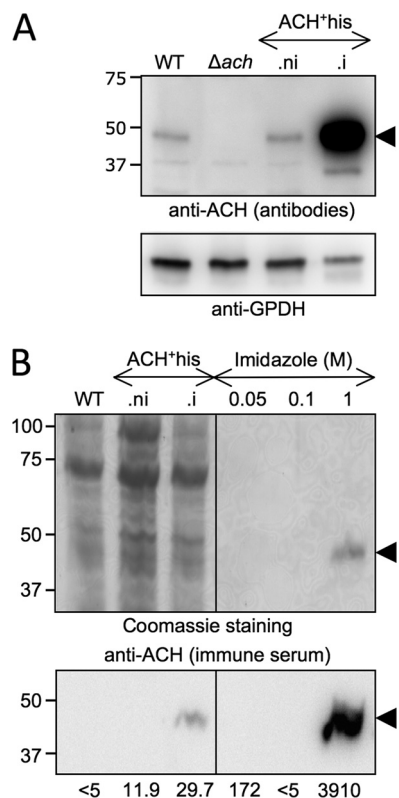 A
ACH+his
WT Δach .ni .i
75
50
37
anti-ACH (antibodies)
anti-GPDH
B
ACH+his Imidazole (M)
WT .ni .i 0.05 0.1 1
100
75
50
37
Coomassie staining
anti-ACH (immune serum)
50
37
<5 11.9 29.7 172 <5 3910